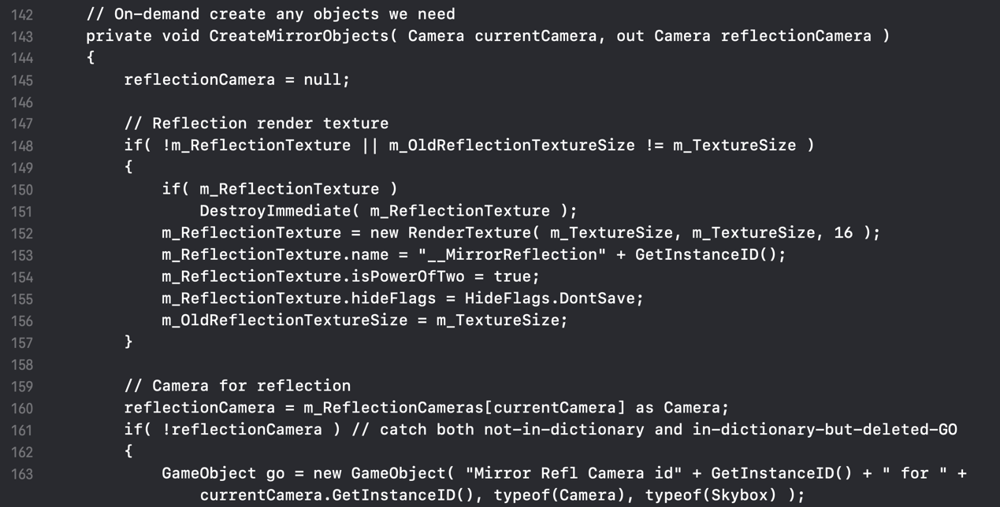 142 // On-demand create any objects we need
143 private void CreateMirrorObjects( Camera currentCamera, out Camera reflectionCamera )
144 {
145 reflectionCamera = null;
146
147 // Reflection render texture
148 if( !m_ReflectionTexture || m_OldReflectionTextureSize != m_TextureSize )
149 {
150 if( m_ReflectionTexture )
151 DestroyImmediate( m_ReflectionTexture );
152 m_ReflectionTexture = new RenderTexture( m_TextureSize, m_TextureSize, 16 );
153 m_ReflectionTexture.name = "__MirrorReflection" + GetInstanceID();
154 m_ReflectionTexture.isPowerOfTwo = true;
155 m_ReflectionTexture.hideFlags = HideFlags.DontSave;
156 m_OldReflectionTextureSize = m_TextureSize;
157 }
158
159 // Camera for reflection
160 reflectionCamera = m_ReflectionCameras[currentCamera] as Camera;
161 if( !reflectionCamera ) // catch both not-in-dictionary and in-dictionary-but-deleted-GO
162 {
163 GameObject go = new GameObject( "Mirror Refl Camera id" + GetInstanceID() + " for " +
currentCamera.GetInstanceID(), typeof(Camera), typeof(Skybox) );